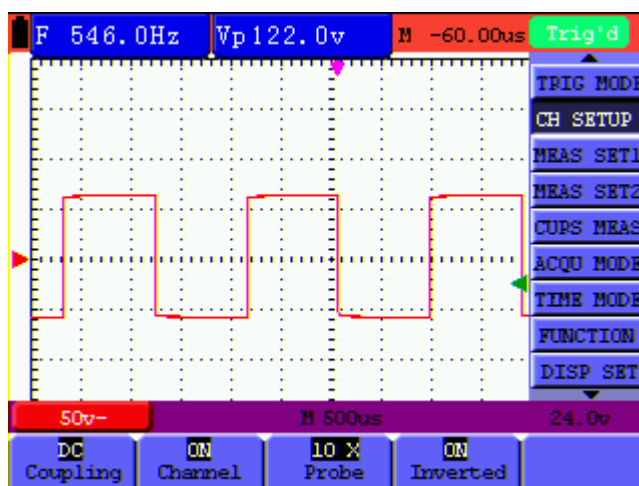 F 546.0Hz Vp122.0v M -60.00us Trig'd
TRIG MODE
CH SETUP
MEAS SET1
MEAS SET2
CURS MEAS
ACQU MODE
TIME MODE
FUNCTION
DISP SET
50v- M 500us 24.0v
DC ON 10 X ON
Coupling Channel Probe Inverted